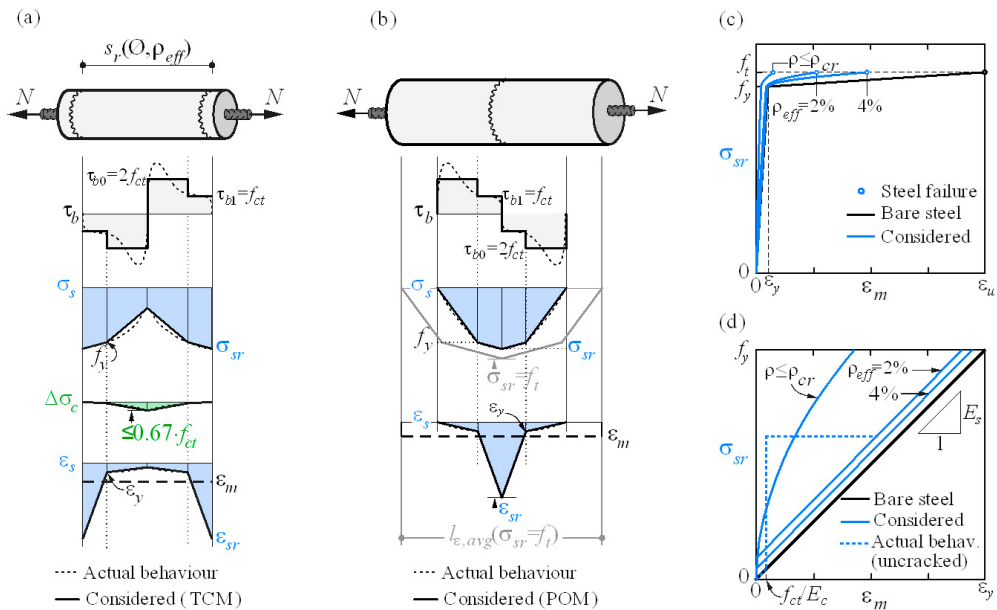 (a)
s_r(Ø,ρ_eff)
N
N
τ_b0=2f_ct
τ_b1=f_ct
τ_b
σ_s
f_y
σ_sr
Δσ_c
≤0.67·f_ct
ε_s
ε_m
ε_y
ε_sr
Actual behaviour
Considered (TCM)
(b)
N
N
τ_b1=f_ct
τ_b
τ_b0=2f_ct
σ_s
f_y
σ_sr
σ_sr=f_t
ε_y
ε_s
ε_m
ε_sr
l_ε,avg(σ_sr=f_t)
Actual behaviour
Considered (POM)
(c)
f_t
ρ≤ρ_cr
f_y
ρ_eff=2%
4%
σ_sr
Steel failure
Bare steel
Considered
0
0
ε_y
ε_m
ε_u
(d)
f_y
ρ≤ρ_cr
ρ_eff=2%
4%
E_s
1
σ_sr
Bare steel
Considered
Actual behav.
(uncracked)
0
0
f_ct/E_c
ε_m
ε_y